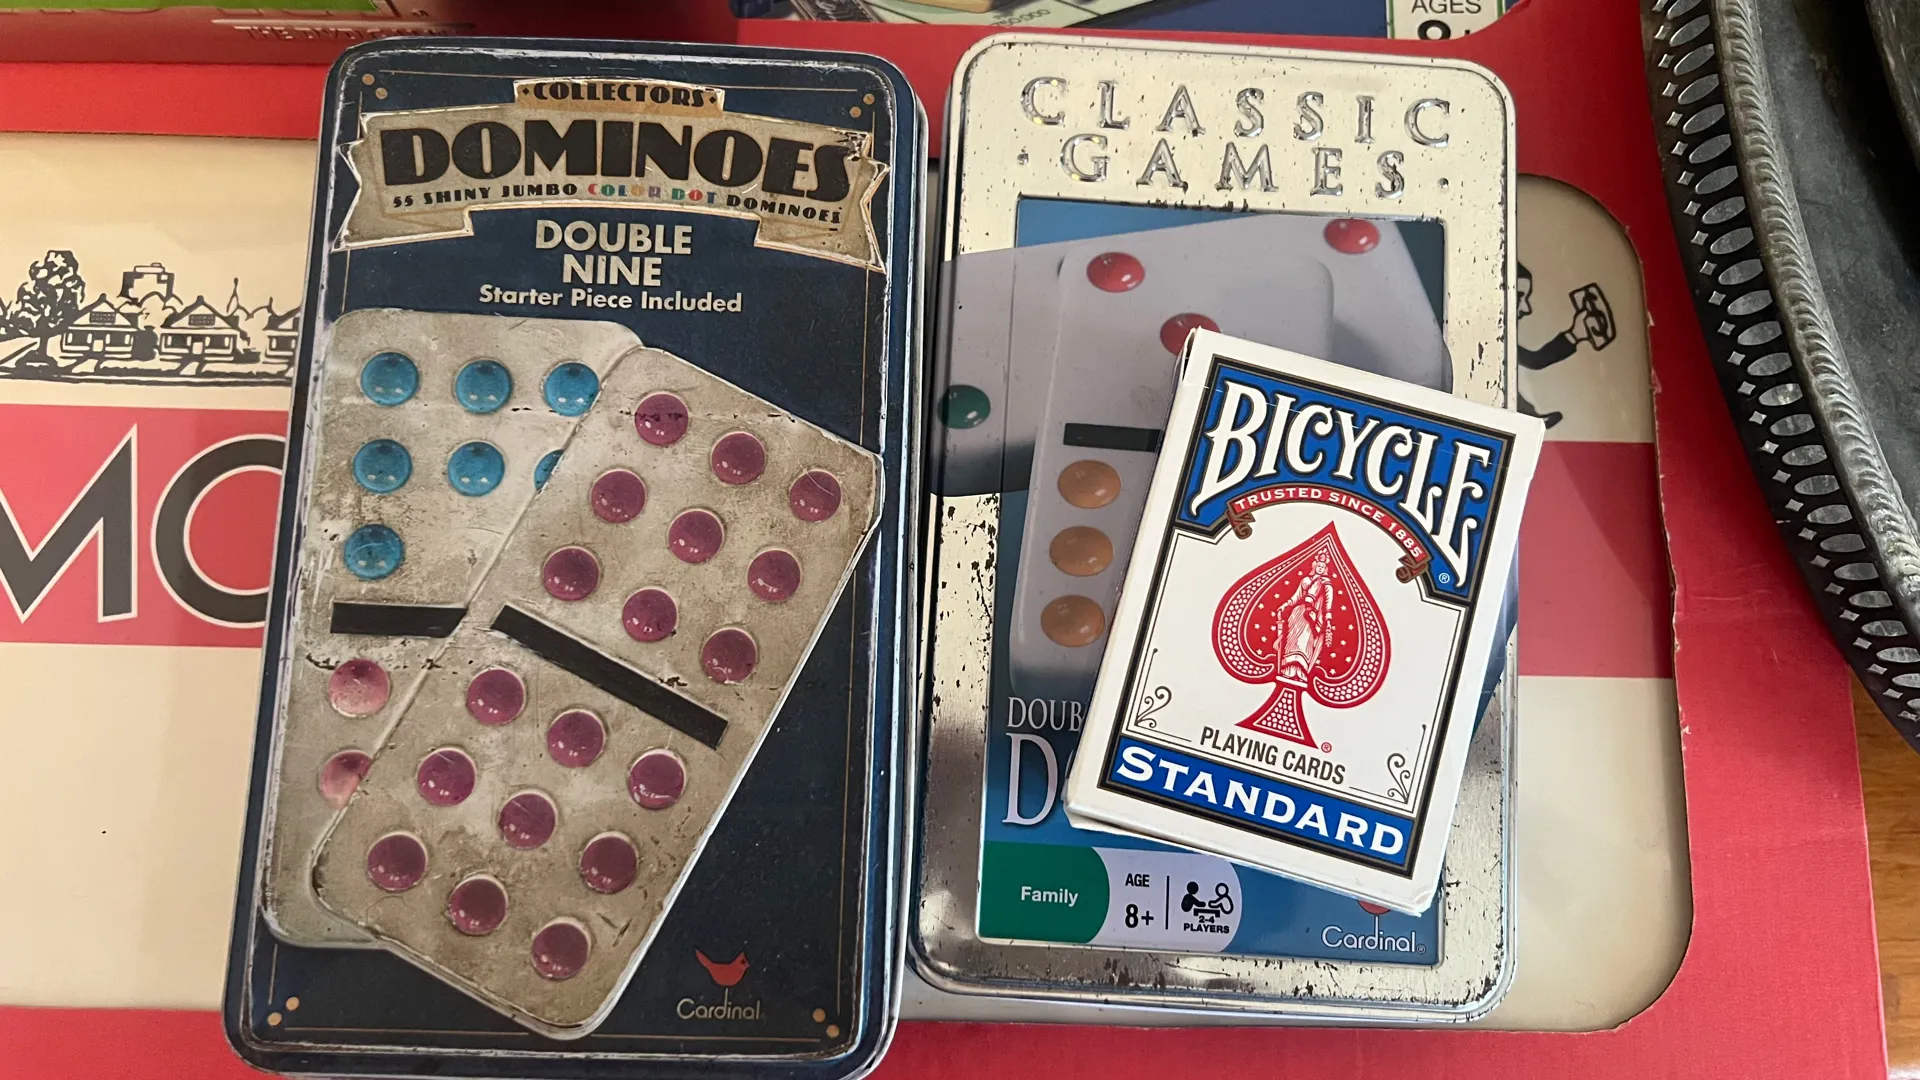 AGES
COLLECTORS
DOMINOES
55 SHINY JUMBO COLOR DOT DOMINOES
DOUBLE
NINE
Starter Piece Included
Cardinal
CLASSIC
· GAMES ·
DOUB
D
Family
AGE
8+
2-4
PLAYERS
Cardinal®
BICYCLE®
TRUSTED SINCE 1885
®
PLAYING CARDS
STANDARD
MO